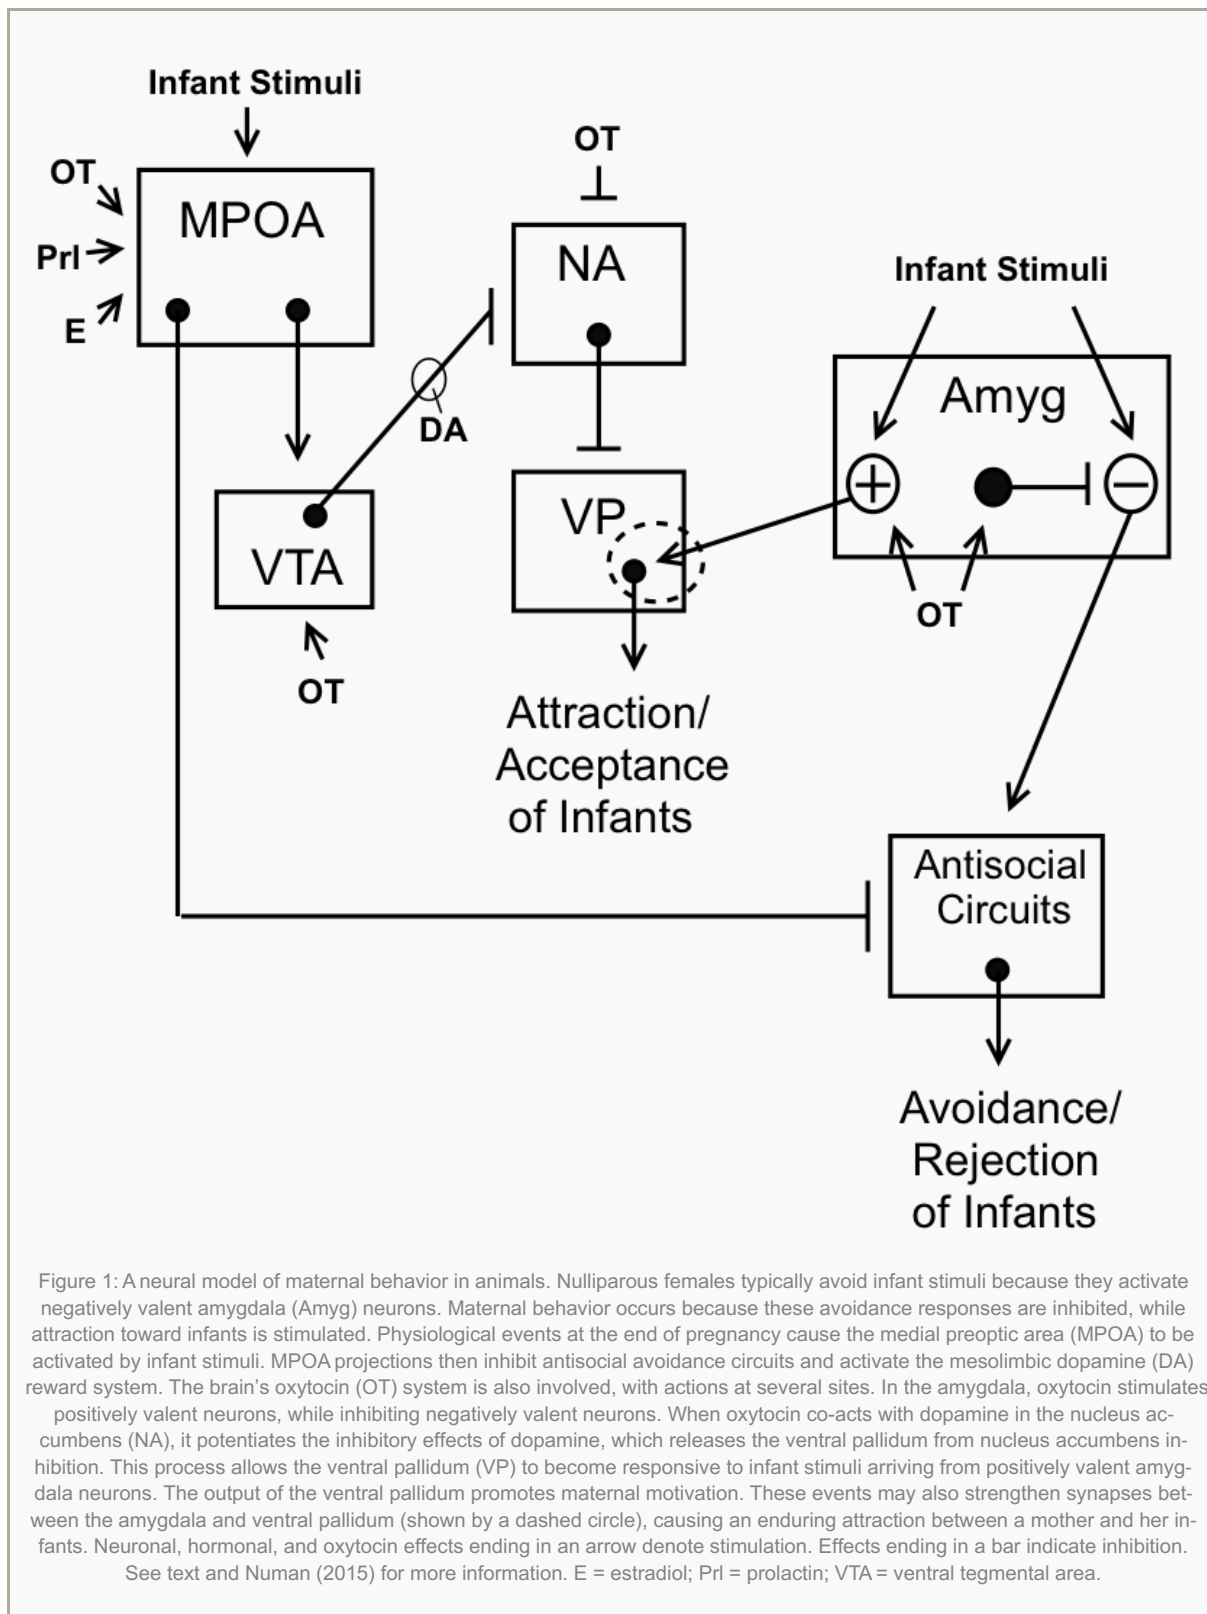 Infant Stimuli
OT
OT
MPOA
Prl
NA
Infant Stimuli
E
Amyg
DA
VP
VTA
OT
OT
Attraction/
Acceptance
of Infants
Antisocial
Circuits
Avoidance/
Rejection
of Infants
Figure 1: A neural model of maternal behavior in animals. Nulliparous females typically avoid infant stimuli because they activate
negatively valent amygdala (Amyg) neurons. Maternal behavior occurs because these avoidance responses are inhibited, while
attraction toward infants is stimulated. Physiological events at the end of pregnancy cause the medial preoptic area (MPOA) to be
activated by infant stimuli. MPOA projections then inhibit antisocial avoidance circuits and activate the mesolimbic dopamine (DA)
reward system. The brain's oxytocin (OT) system is also involved, with actions at several sites. In the amygdala, oxytocin stimulates
positively valent neurons, while inhibiting negatively valent neurons. When oxytocin co-acts with dopamine in the nucleus ac-
cumbens (NA), it potentiates the inhibitory effects of dopamine, which releases the ventral pallidum from nucleus accumbens in-
hibition. This process allows the ventral pallidum (VP) to become responsive to infant stimuli arriving from positively valent amyg-
dala neurons. The output of the ventral pallidum promotes maternal motivation. These events may also strengthen synapses bet-
ween the amygdala and ventral pallidum (shown by a dashed circle), causing an enduring attraction between a mother and her in-
fants. Neuronal, hormonal, and oxytocin effects ending in an arrow denote stimulation. Effects ending in a bar indicate inhibition.
See text and Numan (2015) for more information. E = estradiol; Prl = prolactin; VTA = ventral tegmental area.